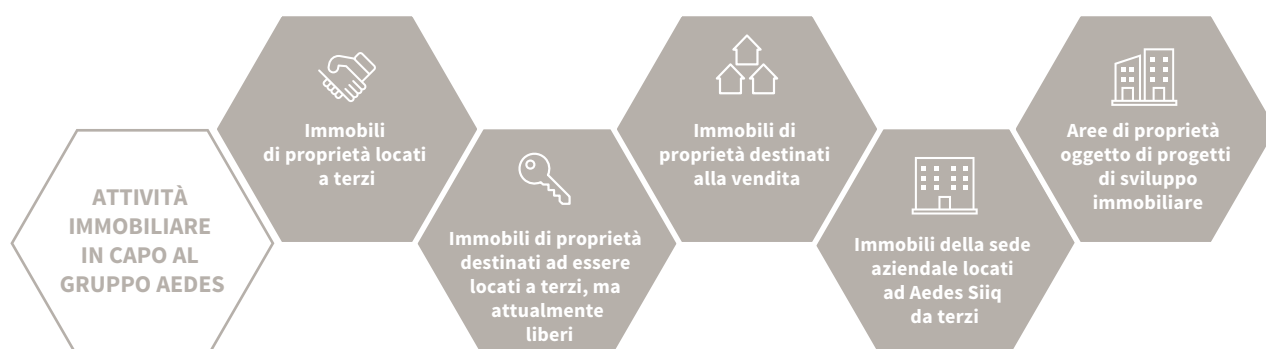 ATTIVITÀ
IMMOBILIARE
IN CAPO AL
GRUPPO AEDES
Immobili
di proprietà locati
a terzi
Immobili di proprietà
destinati ad essere
locati a terzi, ma
attualmente
liberi
Immobili di
proprietà destinati
alla vendita
Immobili della sede
aziendale locati
ad Aedes Siiq
da terzi
Aree di proprietà
oggetto di progetti
di sviluppo
immobiliare